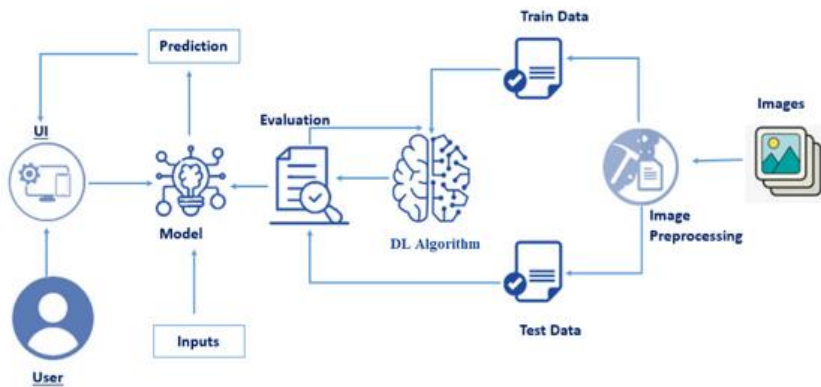 Train Data
Prediction
Images
Evaluation
UI
Image
Preprocessing
Model
DL Algorithm
Test Data
Inputs
User